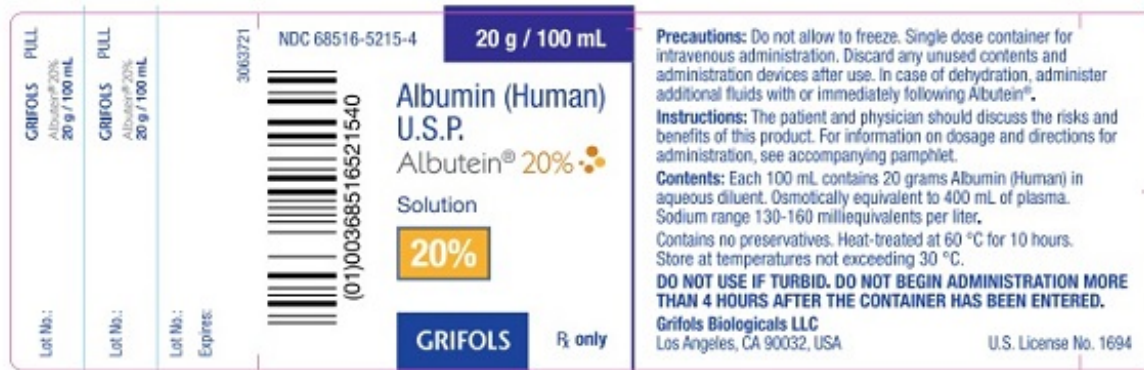 GRIFOLS PULL
Albutein® 20%
20 g / 100 mL
Lot No.:
GRIFOLS PULL
Albutein® 20%
20 g / 100 mL
Lot No.:
Lot No.:
Expires:
3063721
NDC 68516-5215-4
(01)00368516521540
20 g / 100 mL
Albumin (Human)
U.S.P.
Albutein® 20%
Solution
20%
GRIFOLS
℞ only
Precautions: Do not allow to freeze. Single dose container for
intravenous administration. Discard any unused contents and
administration devices after use. In case of dehydration, administer
additional fluids with or immediately following Albutein®.
Instructions: The patient and physician should discuss the risks and
benefits of this product. For information on dosage and directions for
administration, see accompanying pamphlet.
Contents: Each 100 mL contains 20 grams Albumin (Human) in
aqueous diluent. Osmotically equivalent to 400 mL of plasma.
Sodium range 130-160 milliequivalents per liter.
Contains no preservatives. Heat-treated at 60 °C for 10 hours.
Store at temperatures not exceeding 30 °C.
DO NOT USE IF TURBID. DO NOT BEGIN ADMINISTRATION MORE
THAN 4 HOURS AFTER THE CONTAINER HAS BEEN ENTERED.
Grifols Biologicals LLC
Los Angeles, CA 90032, USA U.S. License No. 1694